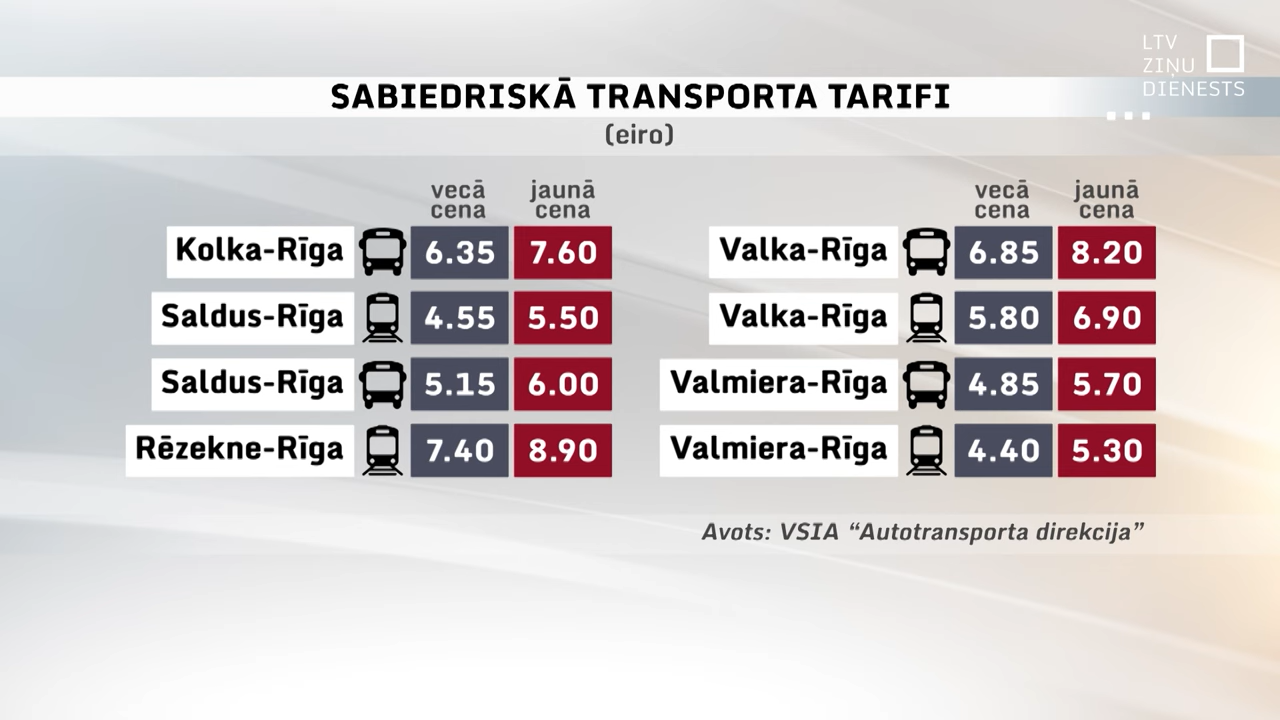 LTV
ZIŅU
DIENESTS
SABIEDRISKĀ TRANSPORTA TARIFI
(eiro)
vecā cena jaunā cena
Kolka-Rīga 6.35 7.60
Saldus-Rīga 4.55 5.50
Saldus-Rīga 5.15 6.00
Rēzekne-Rīga 7.40 8.90
vecā cena jaunā cena
Valka-Rīga 6.85 8.20
Valka-Rīga 5.80 6.90
Valmiera-Rīga 4.85 5.70
Valmiera-Rīga 4.40 5.30
Avots: VSIA “Autotransporta direkcija”